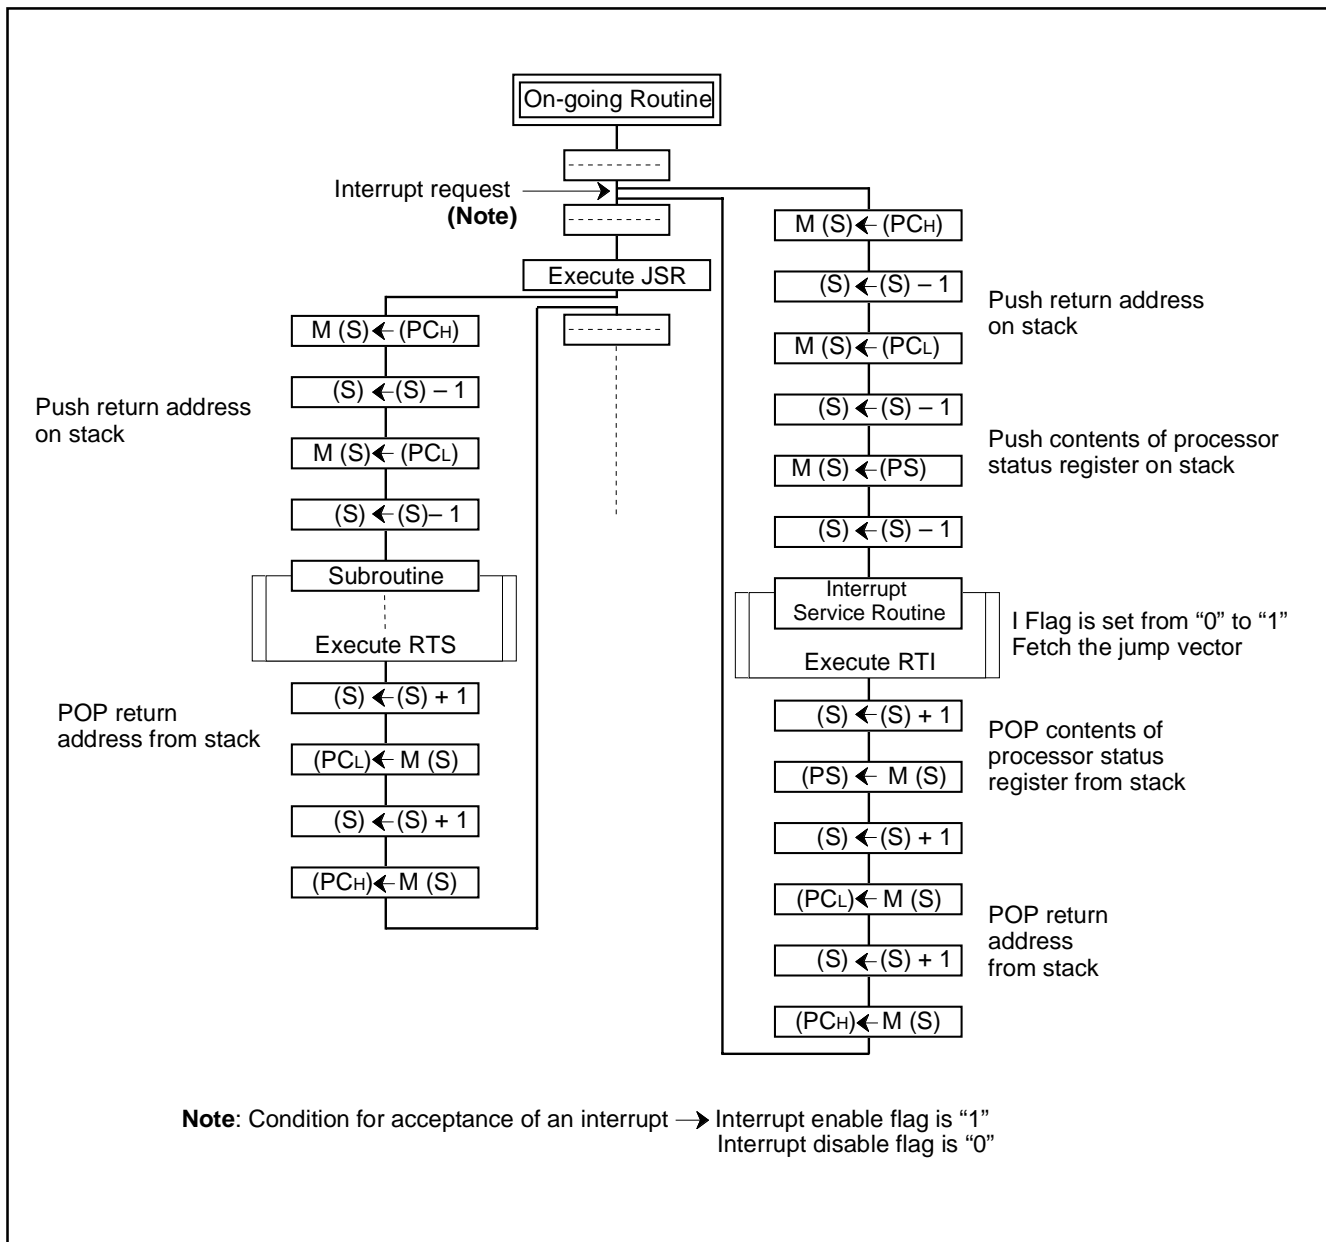 On-going Routine
Interrupt request
(Note)
Execute JSR
M (S) ← (PCH)
(S) ← (S) – 1
M (S) ← (PCL)
(S) ← (S)– 1
Push return address
on stack
Subroutine
Execute RTS
(S) ← (S) + 1
(PCL) ← M (S)
(S) ← (S) + 1
(PCH) ← M (S)
POP return
address from stack
M (S) ← (PCH)
(S) ← (S) – 1
M (S) ← (PCL)
(S) ← (S) – 1
M (S) ← (PS)
(S) ← (S) – 1
Push return address
on stack
Push contents of processor
status register on stack
Interrupt
Service Routine
Execute RTI
I Flag is set from “0” to “1”
Fetch the jump vector
(S) ← (S) + 1
(PS) ← M (S)
(S) ← (S) + 1
(PCL) ← M (S)
(S) ← (S) + 1
(PCH) ← M (S)
POP contents of
processor status
register from stack
POP return
address
from stack
Note: Condition for acceptance of an interrupt → Interrupt enable flag is “1”
Interrupt disable flag is “0”